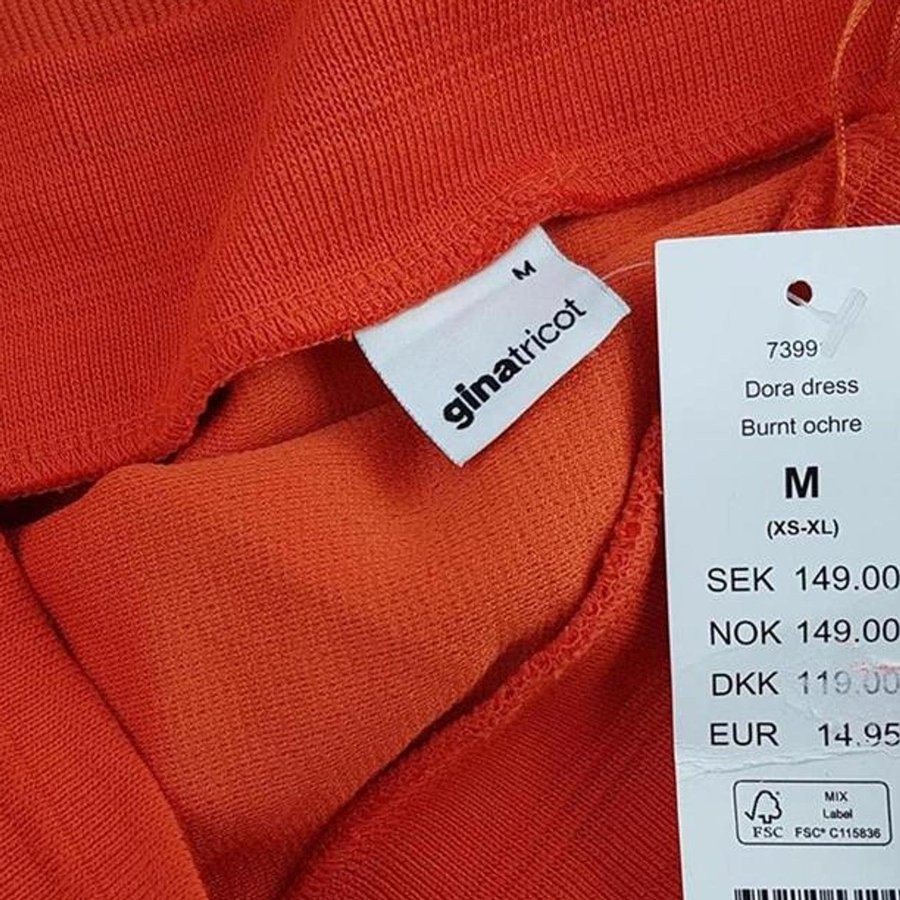 M
ginatricot
7399
Dora dress
Burnt ochre
M
(XS-XL)
SEK 149.00
NOK 149.00
DKK 119.00
EUR 14.95
MIX
Label
FSC FSC® C115836